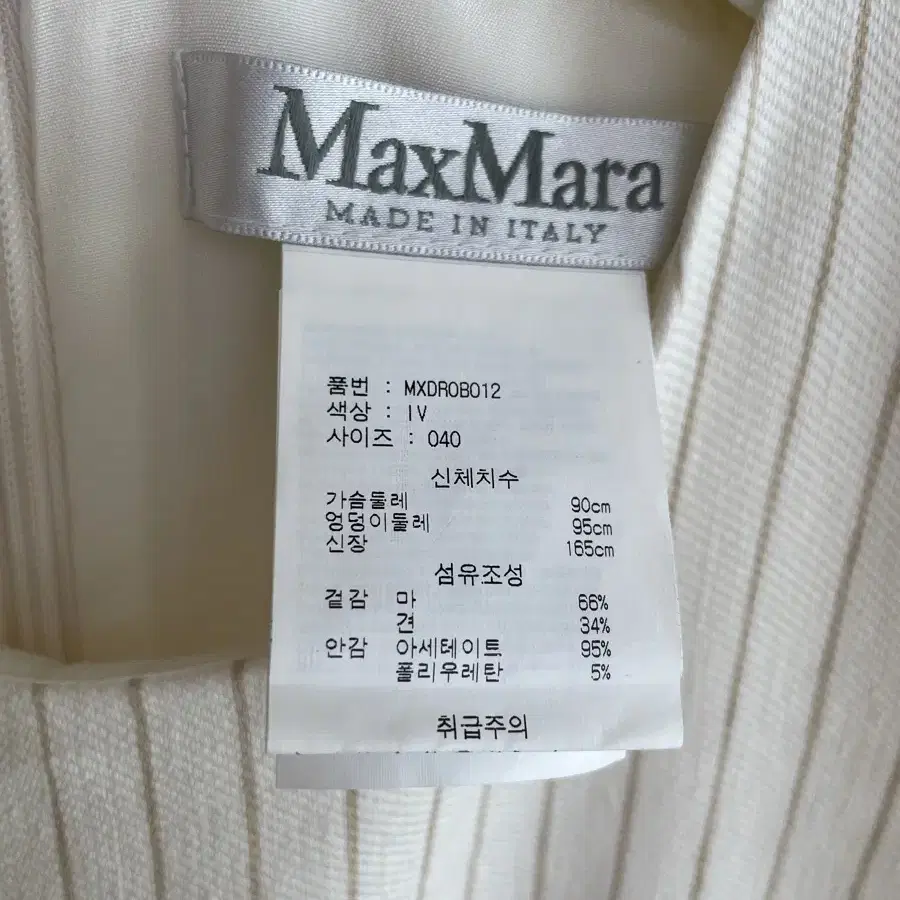 MaxMara
MADE IN ITALY
품번 : MXDROB012
색상 : IV
사이즈 : 040
신체치수
가슴둘레 90cm
엉덩이둘레 95cm
신장 165cm
섬유조성
겉감 마 66%
견 34%
안감 아세테이트 95%
폴리우레탄 5%
취급주의